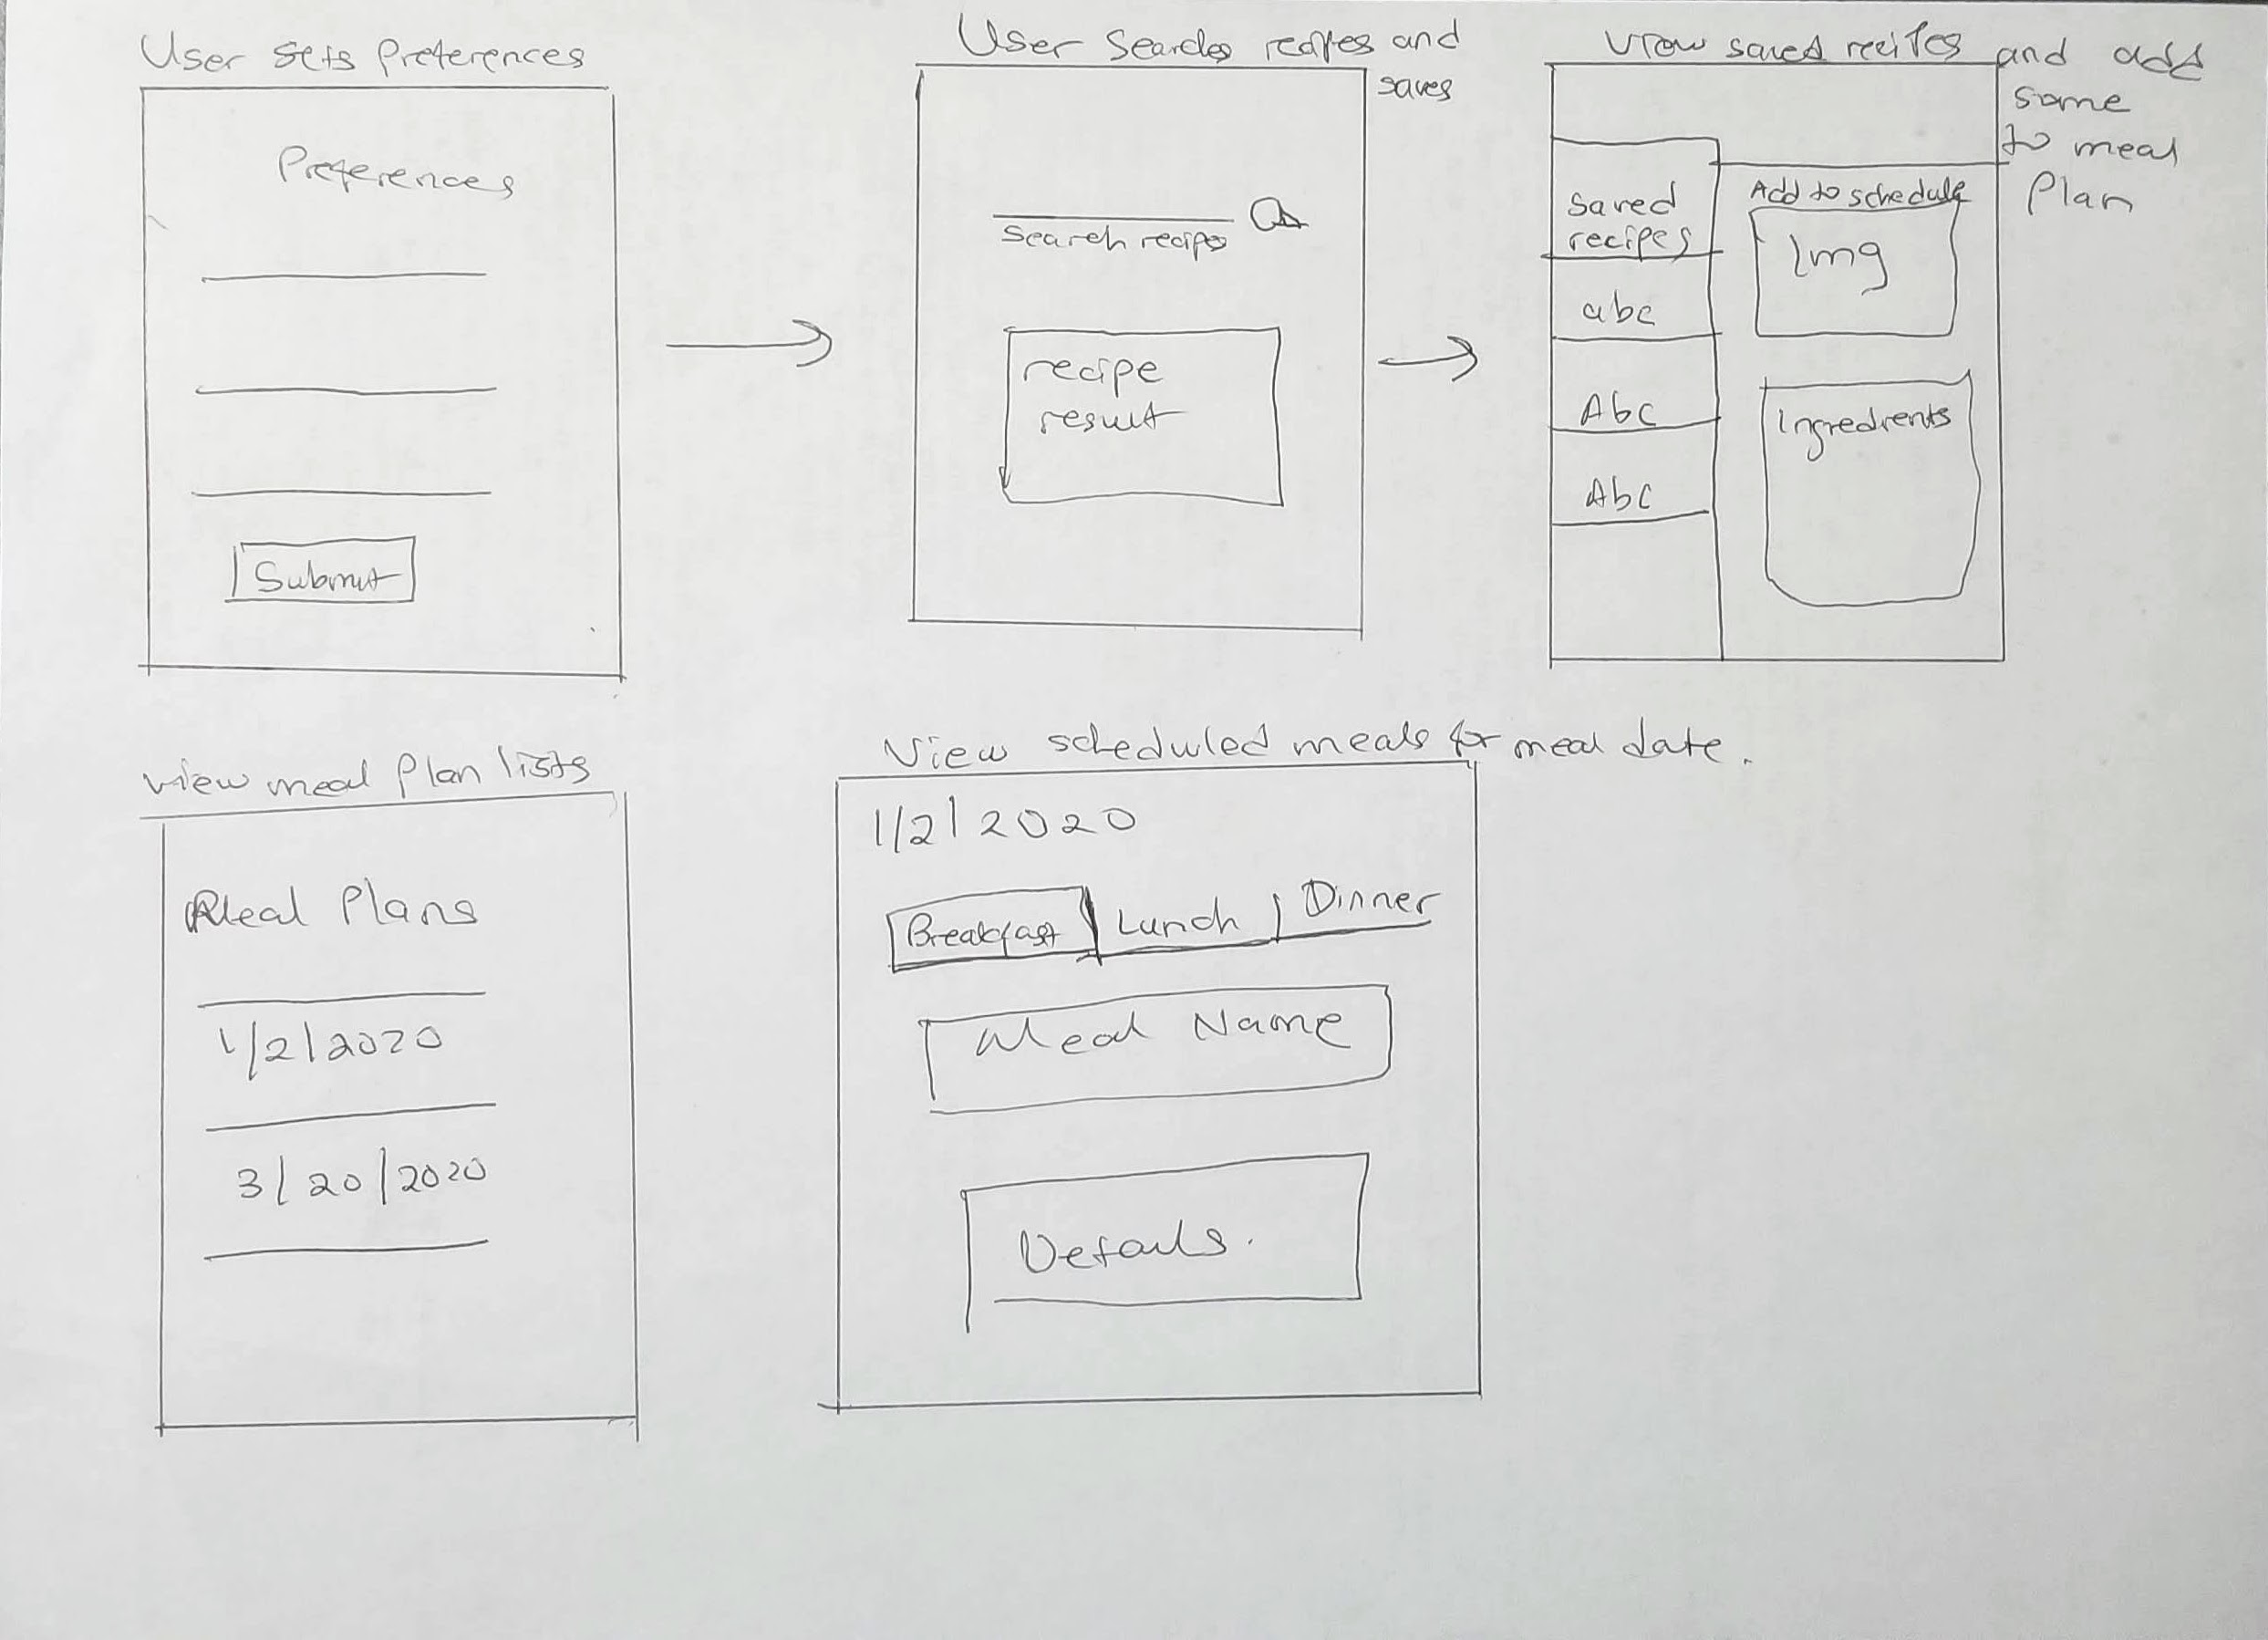 User sets Preferences
Preferences
Submit
User Searches recipes and
saves
Search recipes
recipe
result
View saved recipes and add
some
to meal
Plan
Saved
recipes
abc
Abc
Abc
Add to schedule
Img
Ingredients
view meal Plan lists
Meal Plans
1/2/2020
3/20/2020
View scheduled meals for meal date.
1/2/2020
Breakfast Lunch Dinner
Meal Name
Details.